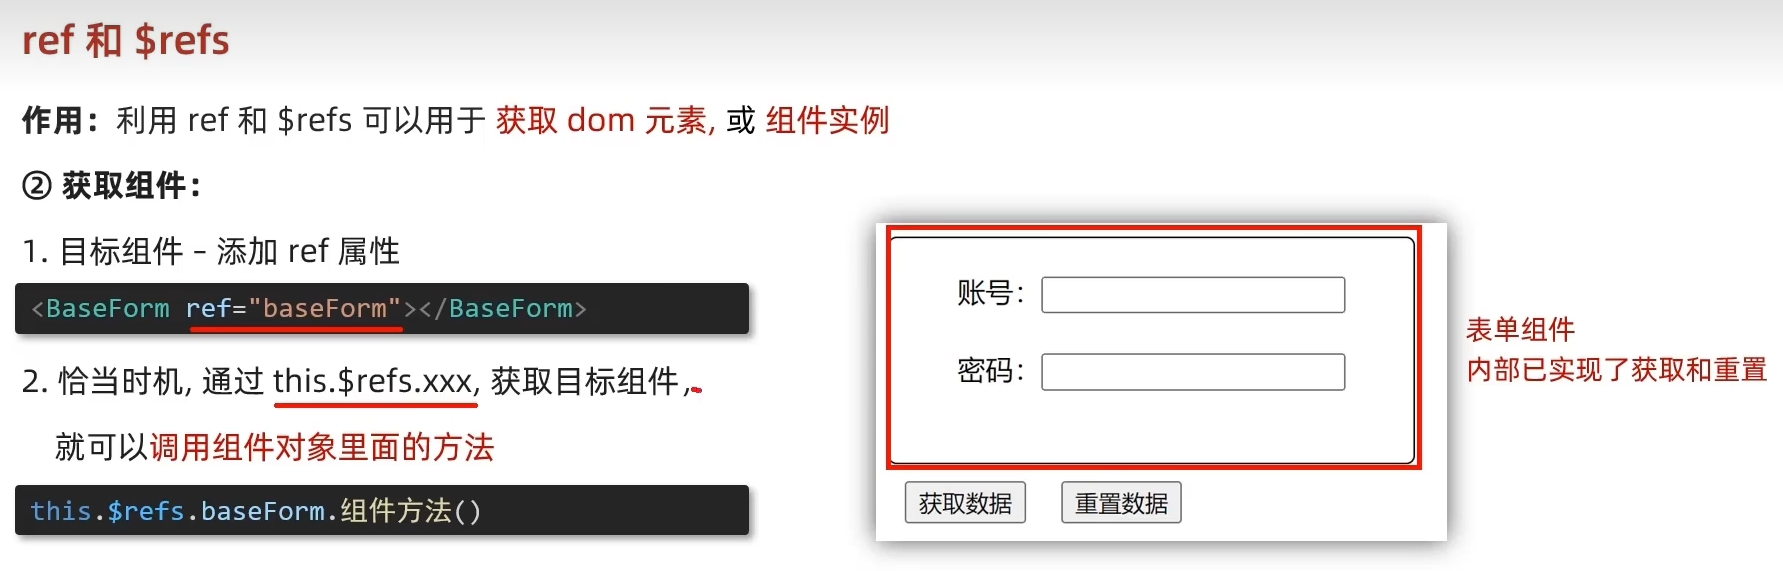 ref 和 $refs
作用：利用 ref 和 $refs 可以用于 获取 dom 元素, 或 组件实例
② 获取组件：
1. 目标组件 – 添加 ref 属性
<BaseForm ref="baseForm"></BaseForm>
2. 恰当时机, 通过 this.$refs.xxx, 获取目标组件,
就可以调用组件对象里面的方法
this.$refs.baseForm.组件方法()
账号：
密码：
获取数据 重置数据
表单组件
内部已实现了获取和重置